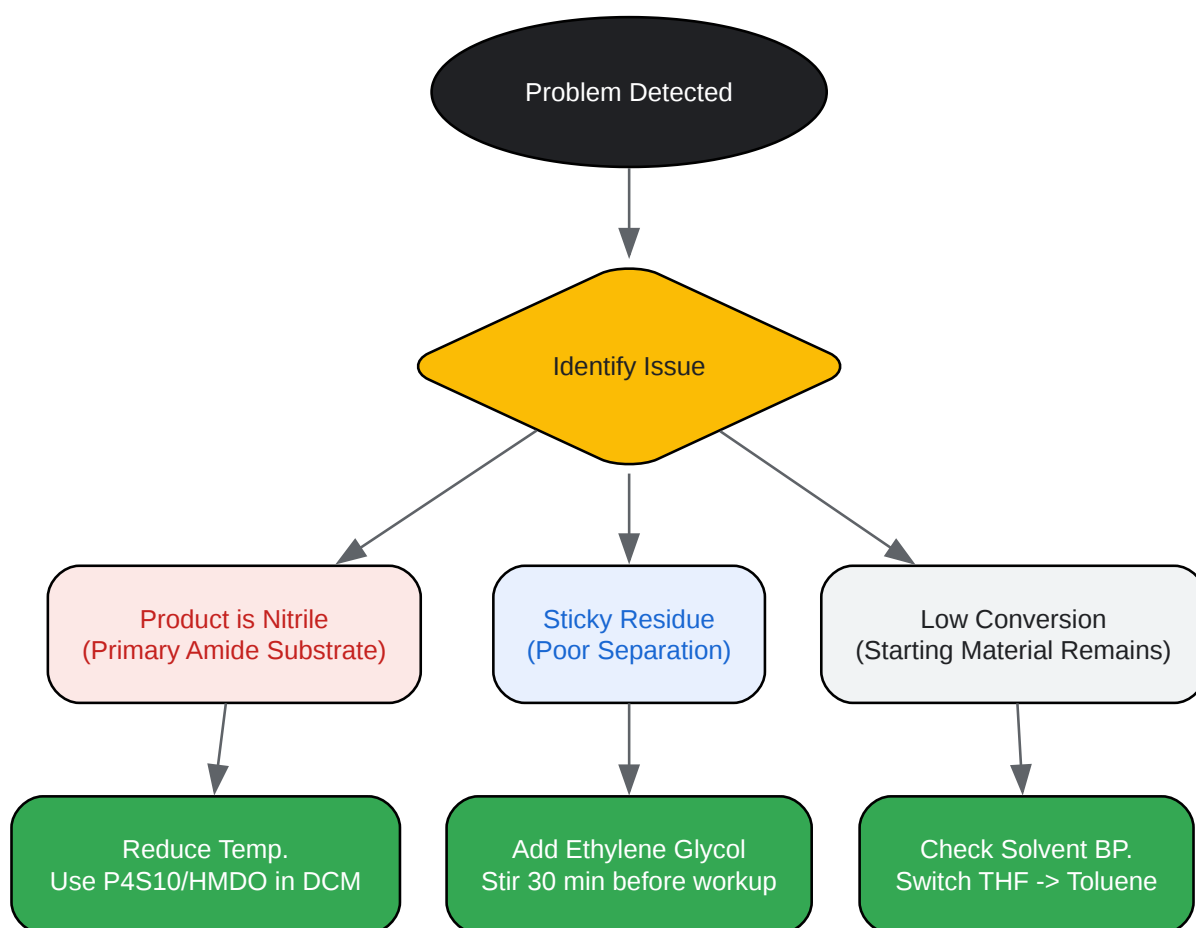 Problem Detected
Identify Issue
Product is Nitrile
(Primary Amide Substrate)
Sticky Residue
(Poor Separation)
Low Conversion
(Starting Material Remains)
Reduce Temp.
Use P4S10/HMDO in DCM
Add Ethylene Glycol
Stir 30 min before workup
Check Solvent BP.
Switch THF -> Toluene